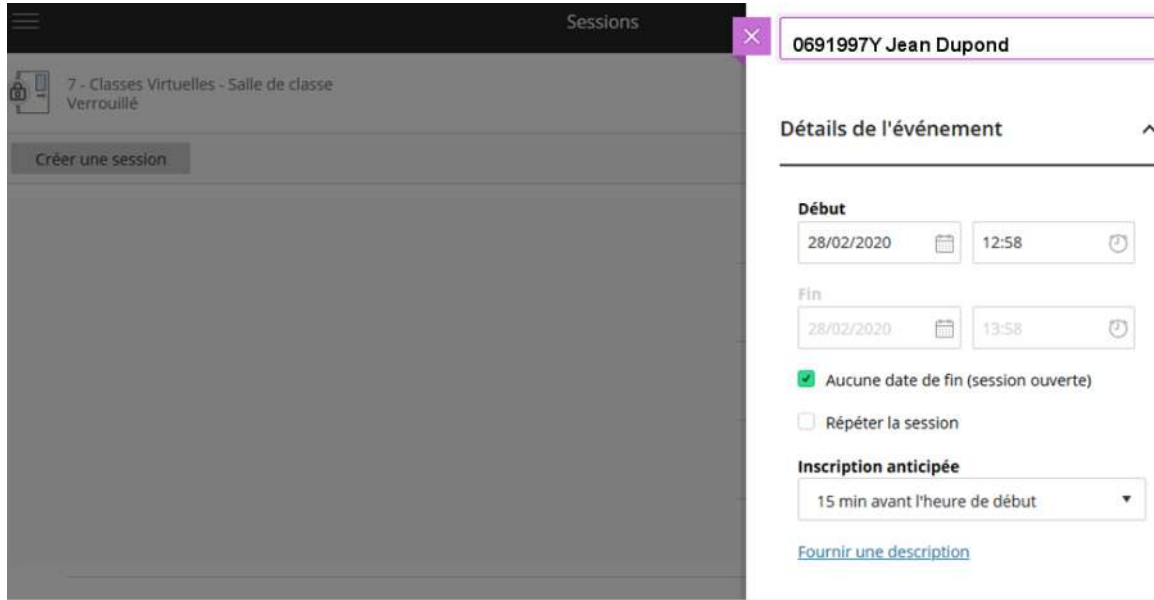 Sessions
7 - Classes Virtuelles - Salle de classe
Verrouillé
Créer une session
0691997Y Jean Dupond
Détails de l'événement
Début
28/02/2020 12:58
Fin
28/02/2020 13:58
Aucune date de fin (session ouverte)
Répéter la session
Inscription anticipée
15 min avant l'heure de début
Fournir une description